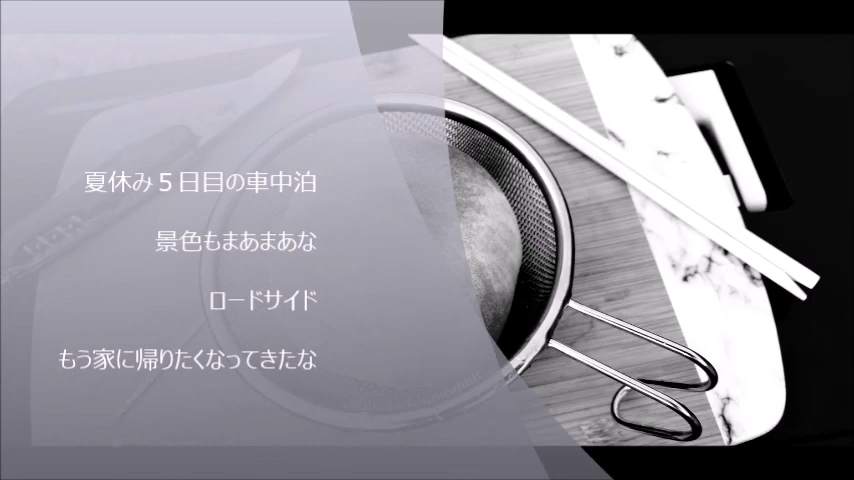 夏休み５日目の車中泊
景色もまあまあな
ロードサイド
もう家に帰りたくなってきたな